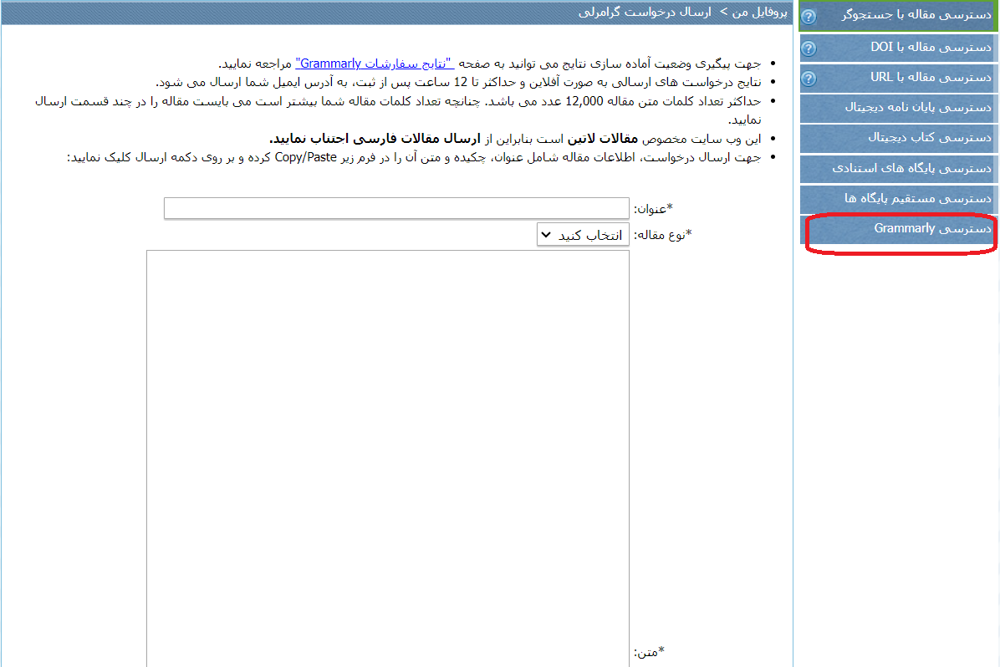 دسترسی مقاله با جستجوگر
دسترسی مقاله با DOI
دسترسی مقاله با URL
دسترسی پایان نامه دیجیتال
دسترسی کتاب دیجیتال
دسترسی پایگاه های استنادی
دسترسی مستقیم پایگاه ها
دسترسی Grammarly
پروفایل من > ارسال درخواست گرامرلی
جهت پیگیری وضعیت آماده سازی نتایج می توانید به صفحه "نتایج سفارشات Grammarly" مراجعه نمایید.
نتایج درخواست های ارسالی به صورت آفلاین و حداکثر تا 12 ساعت پس از ثبت، به آدرس ایمیل شما ارسال می شود.
حداکثر تعداد کلمات متن مقاله 12,000 عدد می باشد. چنانچه تعداد کلمات مقاله شما بیشتر است می بایست مقاله را در چند قسمت ارسال
نمایید.
این وب سایت مخصوص مقالات لاتین است بنابراین از ارسال مقالات فارسی اجتناب نمایید.
جهت ارسال درخواست، اطلاعات مقاله شامل عنوان، چکیده و متن آن را در فرم زیر Copy/Paste کرده و بر روی دکمه ارسال کلیک نمایید:
*عنوان:
*نوع مقاله: انتخاب کنید
*متن: